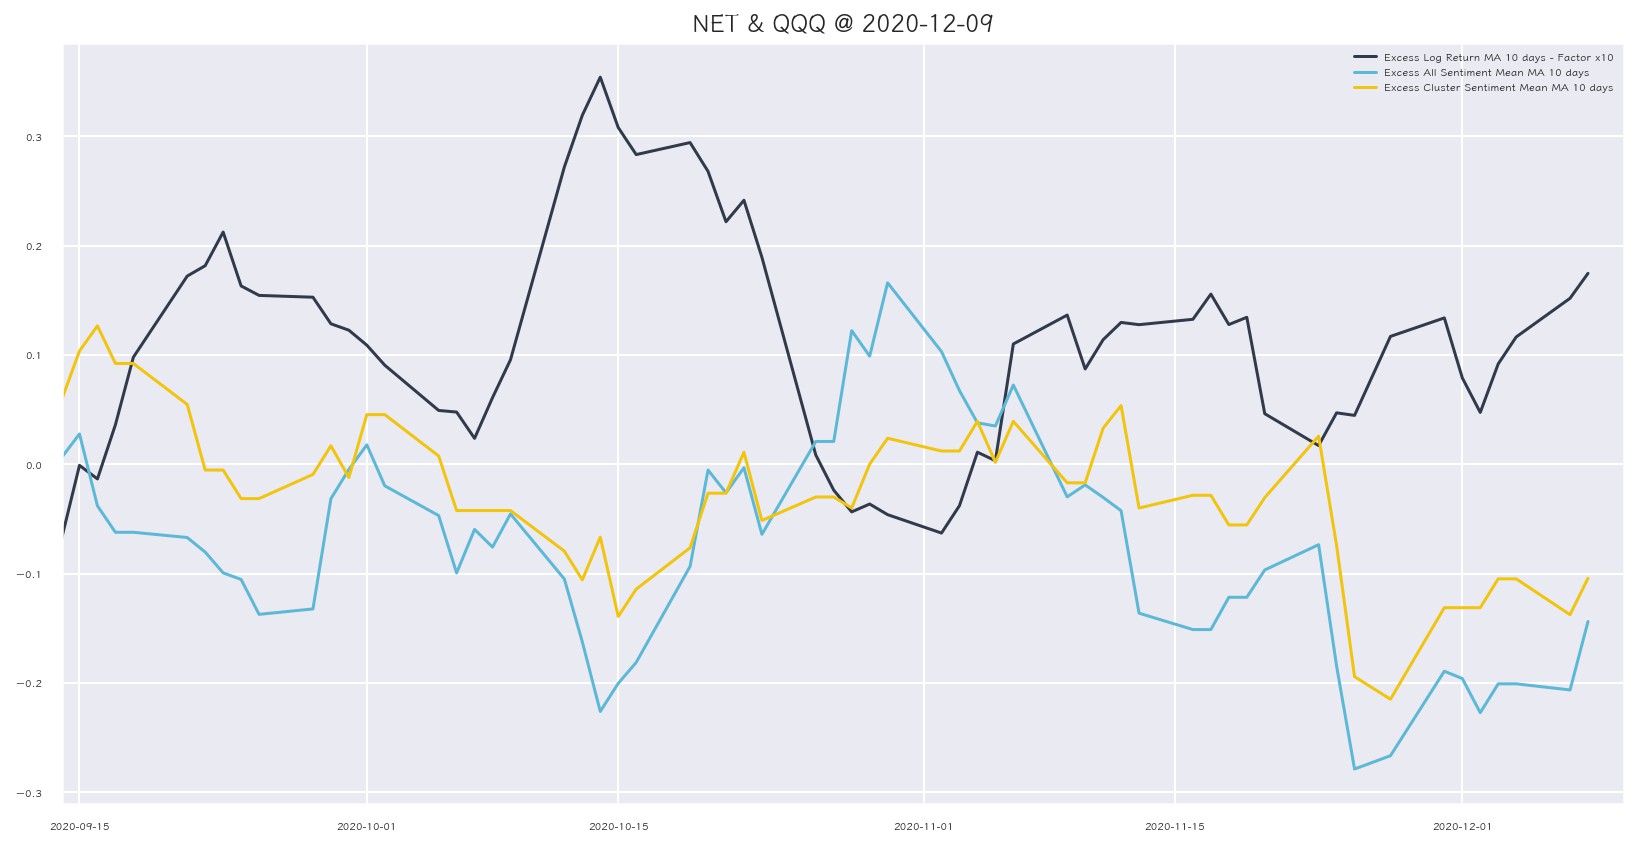 NET & QQQ @ 2020-12-09
Excess Log Return MA 10 days - Factor x10
Excess All Sentiment Mean MA 10 days
Excess Cluster Sentiment Mean MA 10 days
0.3
0.2
0.1
0.0
−0.1
−0.2
−0.3
2020-09-15 2020-10-01 2020-10-15 2020-11-01 2020-11-15 2020-12-01